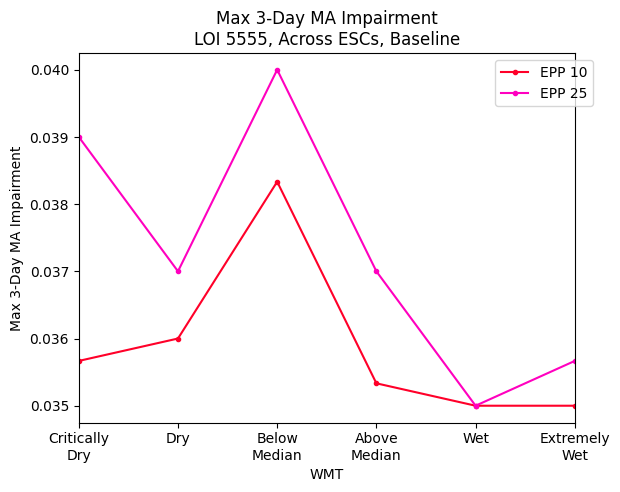 Max 3-Day MA Impairment
LOI 5555, Across ESCs, Baseline
EPP 10
EPP 25
Max 3-Day MA Impairment
0.040
0.039
0.038
0.037
0.036
0.035
Critically
Dry
Dry
Below
Median
Above
Median
Wet
Extremely
Wet
WMT